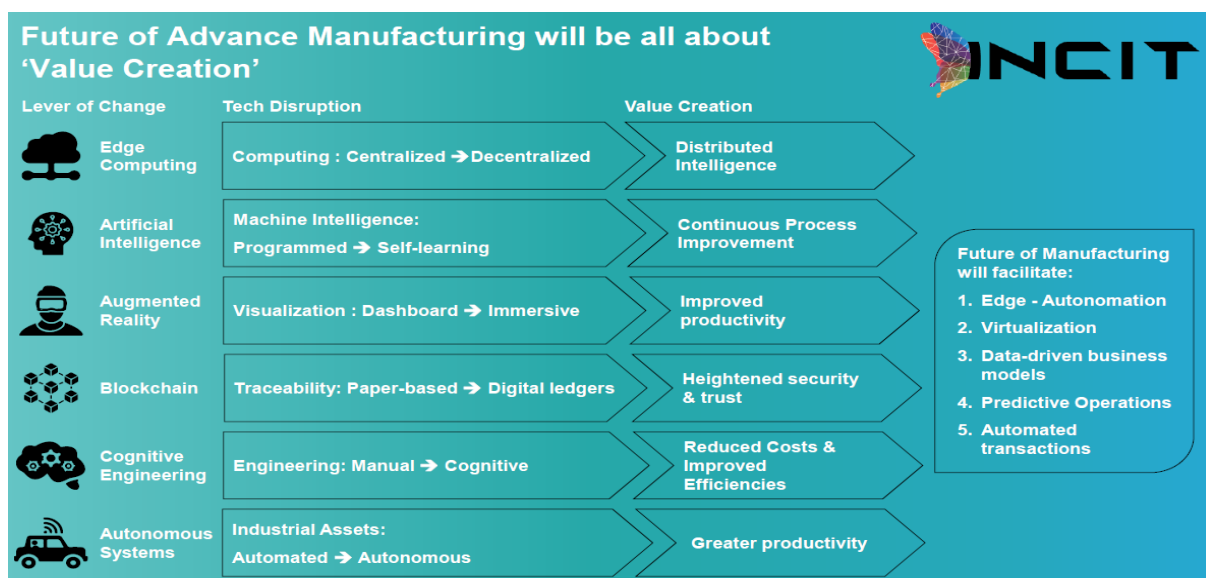 Future of Advance Manufacturing will be all about
‘Value Creation’
INCIT
Lever of Change
Tech Disruption
Value Creation
Edge
Computing
Computing : Centralized ➔Decentralized
Distributed
Intelligence
Artificial
Intelligence
Machine Intelligence:
Programmed ➔ Self-learning
Continuous Process
Improvement
Augmented
Reality
Visualization : Dashboard ➔ Immersive
Improved
productivity
Blockchain
Traceability: Paper-based ➔ Digital ledgers
Heightened security
& trust
Cognitive
Engineering
Engineering: Manual ➔ Cognitive
Reduced Costs &
Improved
Efficiencies
Autonomous
Systems
Industrial Assets:
Automated ➔ Autonomous
Greater productivity
Future of Manufacturing
will facilitate:
1. Edge - Autonomation
2. Virtualization
3. Data-driven business
models
4. Predictive Operations
5. Automated
transactions